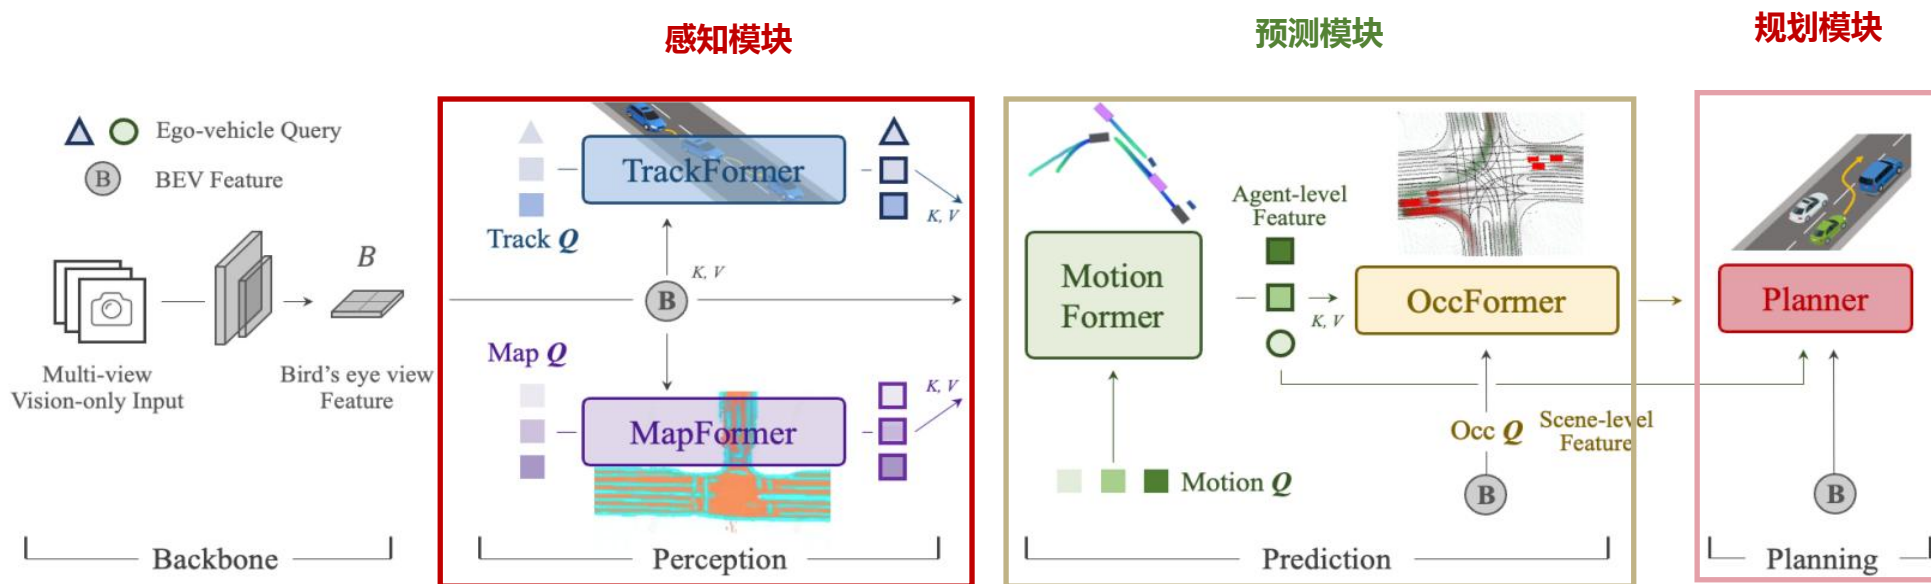 感知模块
预测模块
规划模块
Ego-vehicle Query
B
BEV Feature
B
Multi-view
Vision-only Input
Bird's eye view
Feature
Backbone
TrackFormer
Track Q
K, V
K, V
B
Map Q
K, V
MapFormer
Perception
Motion
Former
Agent-level
Feature
K, V
OccFormer
Occ Q
Scene-level
Feature
Motion Q
B
Prediction
Planner
B
Planning